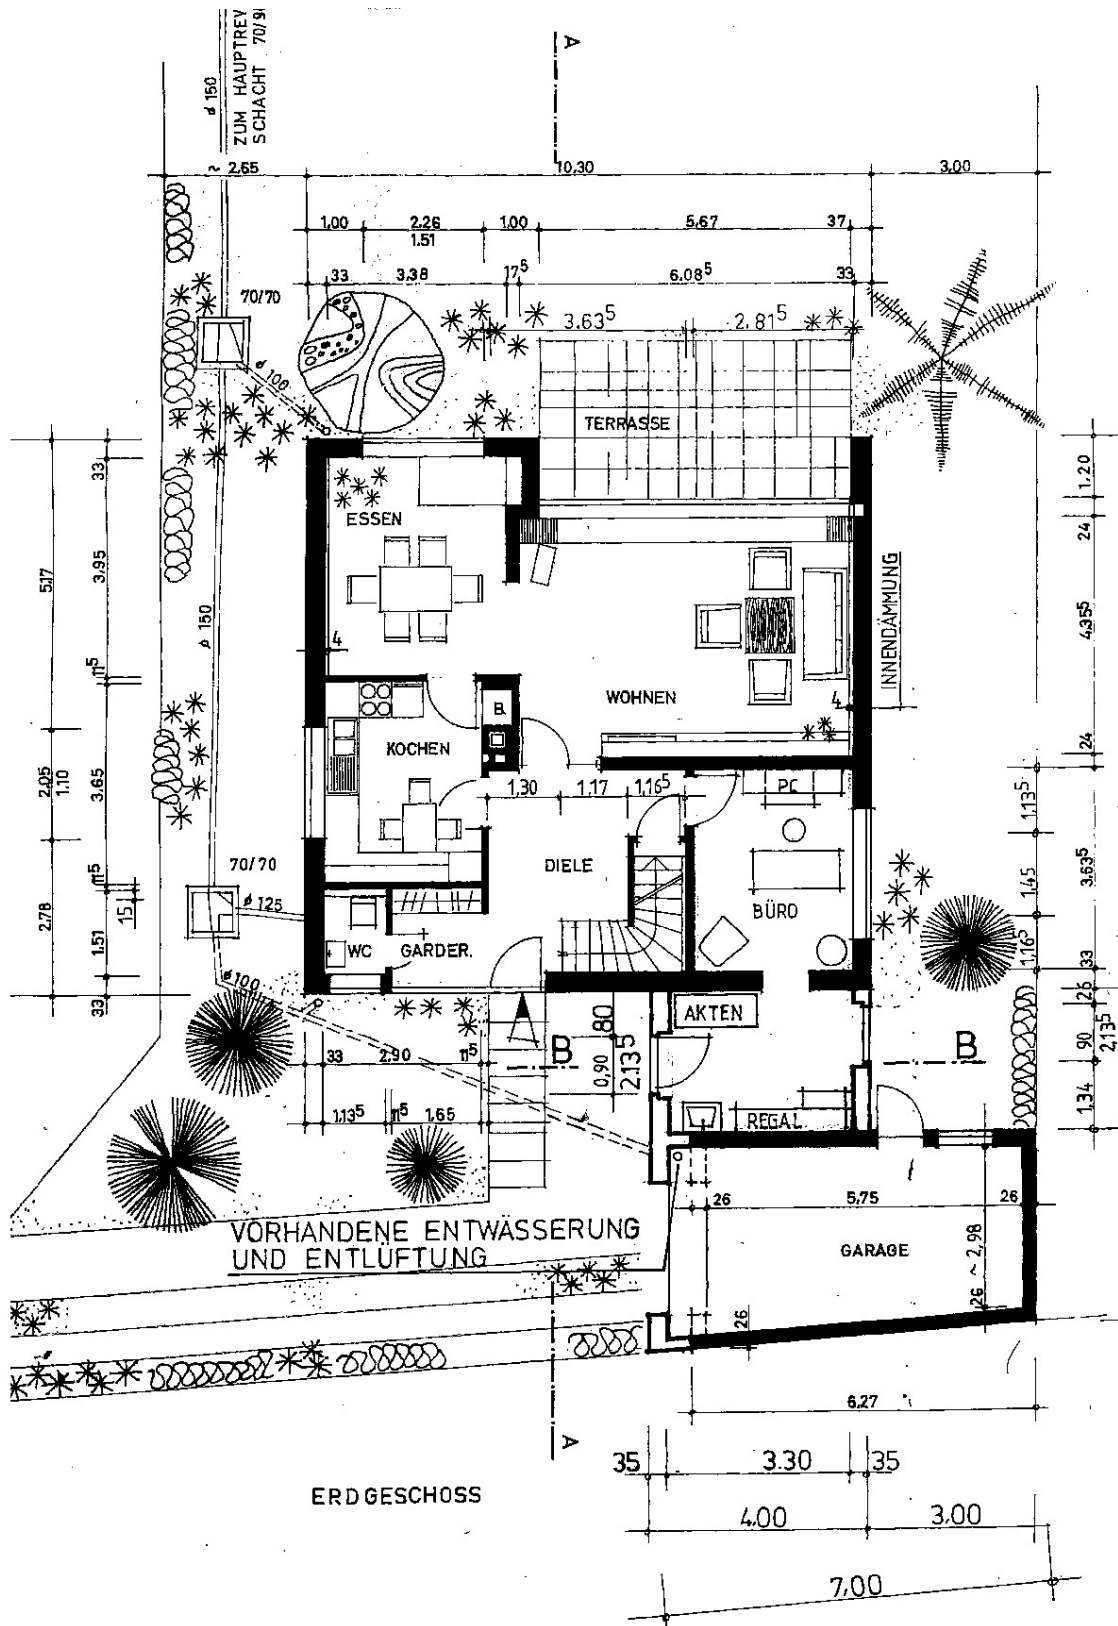 ZUM HAUPTREV
SCHACHT 70/9
ø 150
A
~ 2,65
10,30
3,00
1,00
2,26
1,00
5,67
37
1.51
33
3,38
17⁵
6.08⁵
33
70/70
3.63⁵
2.81⁵
ø 100
TERRASSE
33
1.20
ESSEN
24
5,17
3,95
ø 150
INNENDÄMMUNG
4,35⁵
4
11⁵
WOHNEN
B
4
KOCHEN
24
2,05
1.10
3,65
1,30
1,17
1,16⁵
PC
1,13⁵
70/70
DIELE
3.63⁵
1,45
11⁵
ø 125
BÜRO
2,78
15
1,51
WC
GARDER.
1,16⁵
33
ø 100
33
26
AKTEN
80
0,90
2.13⁵
B
B
90
2,13⁵
33
2,90
11⁵
1,13⁵
11⁵
1,65
REGAL
1,34
26
5,75
26
VORHANDENE ENTWÄSSERUNG
UND ENTLÜFTUNG
GARAGE
~ 2,98
26
26
6,27
A
35
3.30
35
ERDGESCHOSS
4.00
3.00
7,00